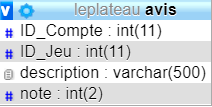 leplateau avis
ID_Compte : int(11)
ID_Jeu : int(11)
description : varchar(500)
note : int(2)